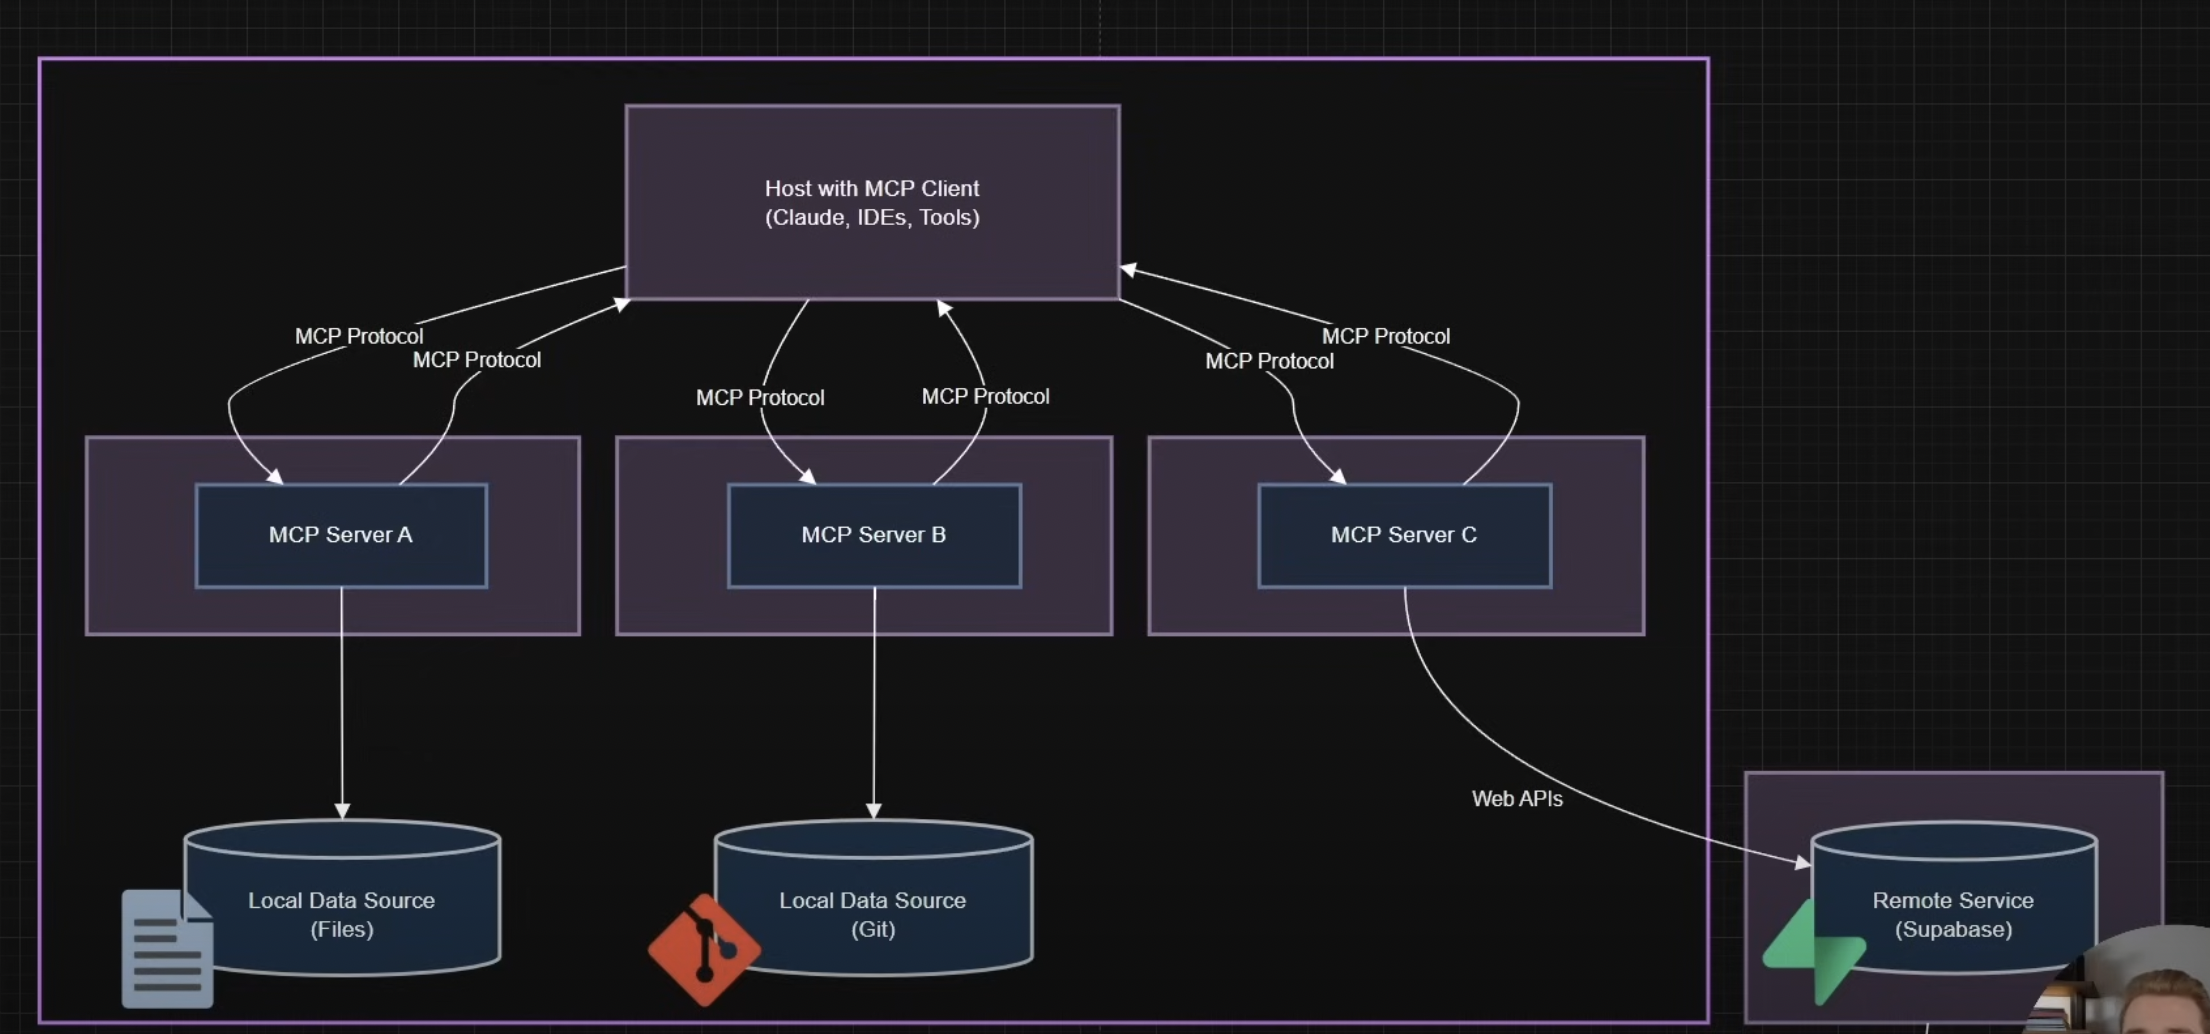 Host with MCP Client
(Claude, IDEs, Tools)
MCP Protocol
MCP Protocol
MCP Protocol
MCP Protocol
MCP Protocol
MCP Protocol
MCP Server A
MCP Server B
MCP Server C
Web APIs
Local Data Source
(Files)
Local Data Source
(Git)
Remote Service
(Supabase)